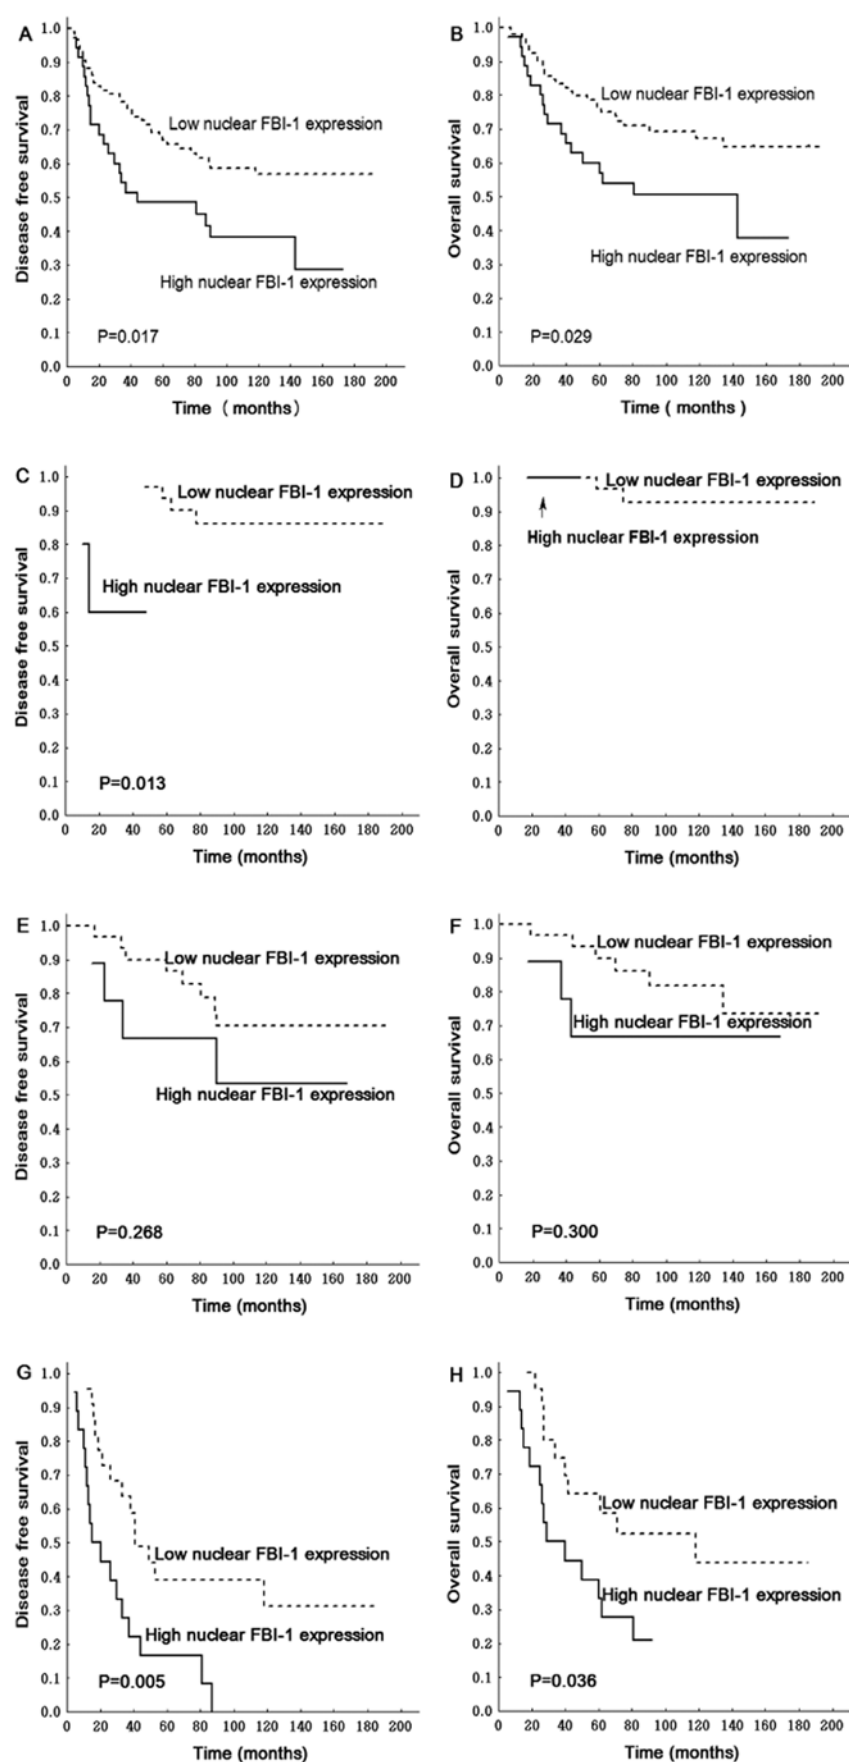 A
Disease free survival
1.0
0.9
0.8
0.7
0.6
0.5
0.4
0.3
0.2
0.1
0.0
Low nuclear FBI-1 expression
High nuclear FBI-1 expression
P=0.017
0 20 40 60 80 100 120 140 160 180 200
Time ( months)
B
Overall survival
1.0
0.9
0.8
0.7
0.6
0.5
0.4
0.3
0.2
0.1
0.0
Low nuclear FBI-1 expression
High nuclear FBI-1 expression
P=0.029
0 20 40 60 80 100 120 140 160 180 200
Time ( months )
C
Disease free survival
1.0
0.9
0.8
0.7
0.6
0.5
0.4
0.3
0.2
0.1
0.0
Low nuclear FBI-1 expression
High nuclear FBI-1 expression
P=0.013
0 20 40 60 80 100 120 140 160 180 200
Time (months)
D
Overall survival
1.0
0.9
0.8
0.7
0.6
0.5
0.4
0.3
0.2
0.1
0.0
Low nuclear FBI-1 expression
High nuclear FBI-1 expression
0 20 40 60 80 100 120 140 160 180 200
Time (months)
E
Disease free survival
1.0
0.9
0.8
0.7
0.6
0.5
0.4
0.3
0.2
0.1
0.0
Low nuclear FBI-1 expression
High nuclear FBI-1 expression
P=0.268
0 20 40 60 80 100 120 140 160 180 200
Time (months)
F
Overall survival
1.0
0.9
0.8
0.7
0.6
0.5
0.4
0.3
0.2
0.1
0.0
Low nuclear FBI-1 expression
High nuclear FBI-1 expression
P=0.300
0 20 40 60 80 100 120 140 160 180 200
Time (months)
G
Disease free survival
1.0
0.9
0.8
0.7
0.6
0.5
0.4
0.3
0.2
0.1
0.0
Low nuclear FBI-1 expression
High nuclear FBI-1 expression
P=0.005
0 20 40 60 80 100 120 140 160 180 200
Time (months)
H
Overall survival
1.0
0.9
0.8
0.7
0.6
0.5
0.4
0.3
0.2
0.1
0.0
Low nuclear FBI-1 expression
High nuclear FBI-1 expression
P=0.036
0 20 40 60 80 100 120 140 160 180 200
Time (months)